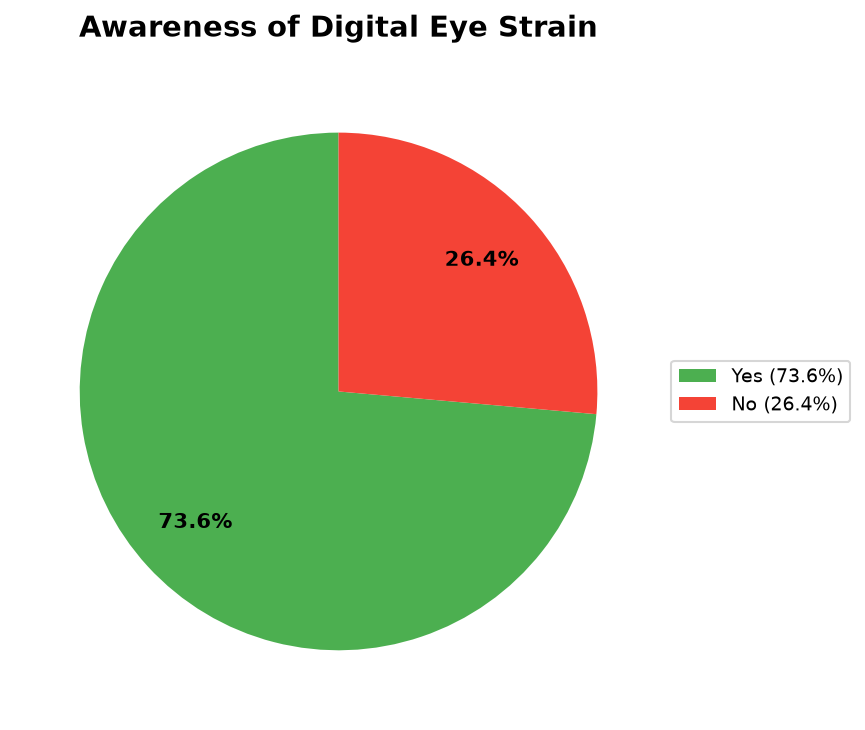 Awareness of Digital Eye Strain
26.4%
73.6%
Yes (73.6%)
No (26.4%)